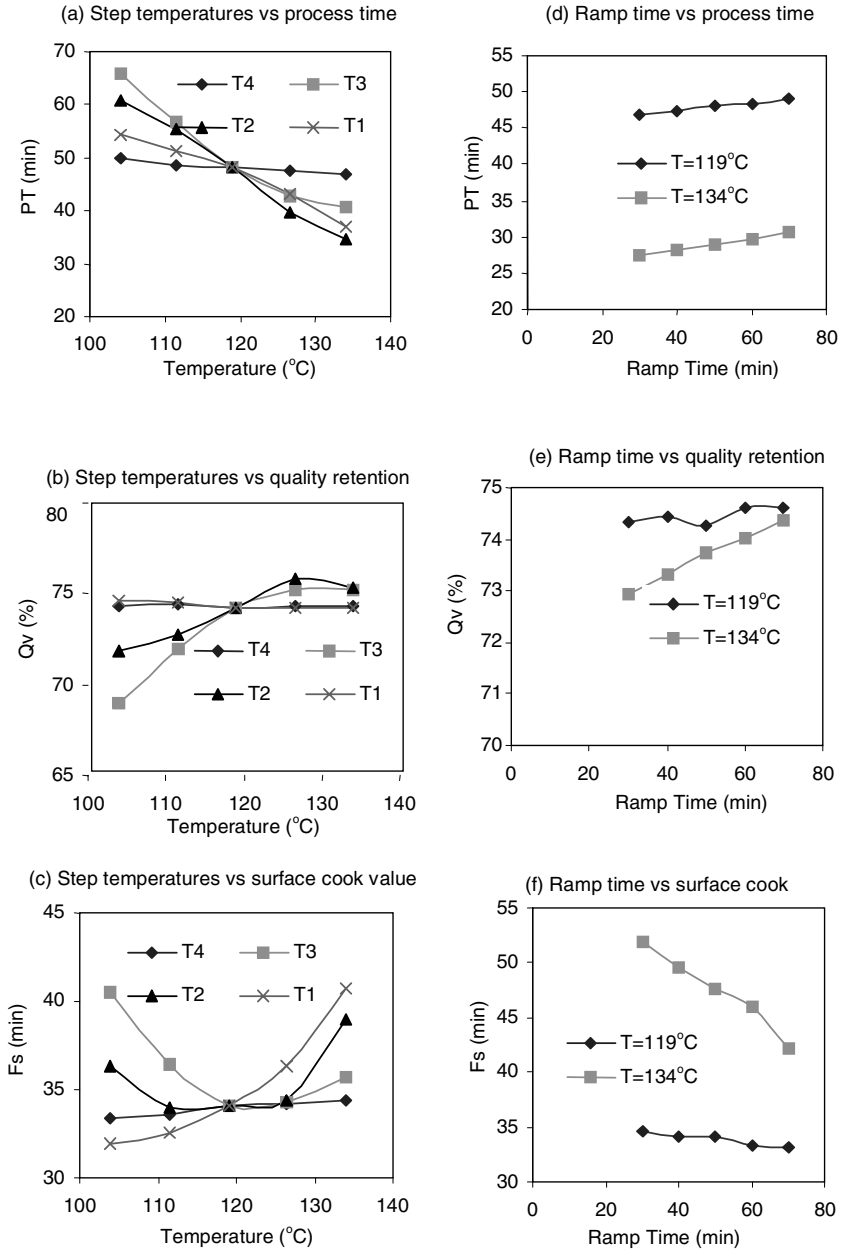 (a) Step temperatures vs process time
70
60
50
40
30
20
PT (min)
T4
T3
T2
T1
100
110
120
130
140
Temperature (°C)
(d) Ramp time vs process time
55
50
45
40
35
30
25
20
PT (min)
T=119°C
T=134°C
0
20
40
60
80
Ramp Time (min)
(b) Step temperatures vs quality retention
80
75
70
65
Qv (%)
T4
T3
T2
T1
100
110
120
130
140
Temperature (°C)
(e) Ramp time vs quality retention
75
74
73
72
71
70
Qv (%)
T=119°C
T=134°C
0
20
40
60
80
Ramp Time (min)
(c) Step temperatures vs surface cook value
45
40
35
30
Fs (min)
T4
T3
T2
T1
100
110
120
130
140
Temperature (°C)
(f) Ramp time vs surface cook
55
50
45
40
35
30
Fs (min)
T=119°C
T=134°C
0
20
40
60
80
Ramp Time (min)